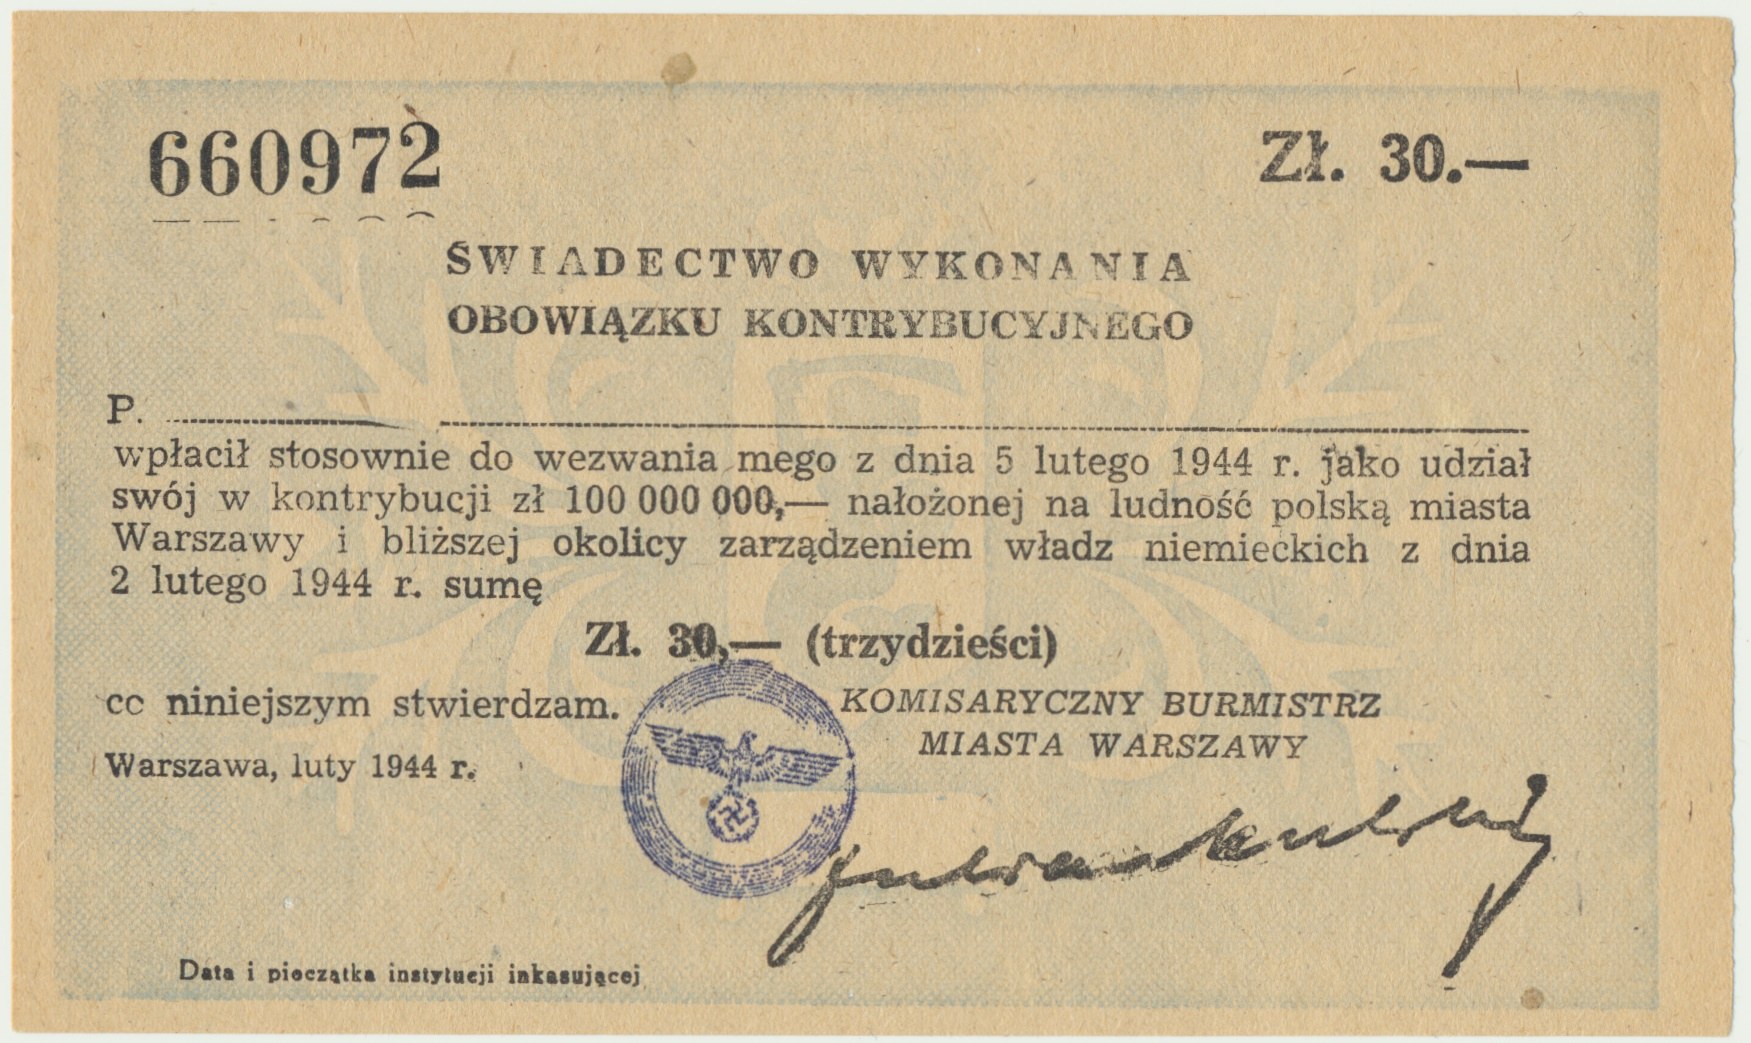 660972
Zł. 30.—
ŚWIADECTWO WYKONANIA
OBOWIĄZKU KONTRYBUCYJNEGO
P.
wpłacił stosownie do wezwania mego z dnia 5 lutego 1944 r. jako udział
swój w kontrybucji zł 100 000 000,— nałożonej na ludność polską miasta
Warszawy i bliższej okolicy zarządzeniem władz niemieckich z dnia
2 lutego 1944 r. sumę
Zł. 30,— (trzydzieści)
co niniejszym stwierdzam.
KOMISARYCZNY BURMISTRZ
MIASTA WARSZAWY
Warszawa, luty 1944 r.
Data i pieczątka instytucji inkasującej